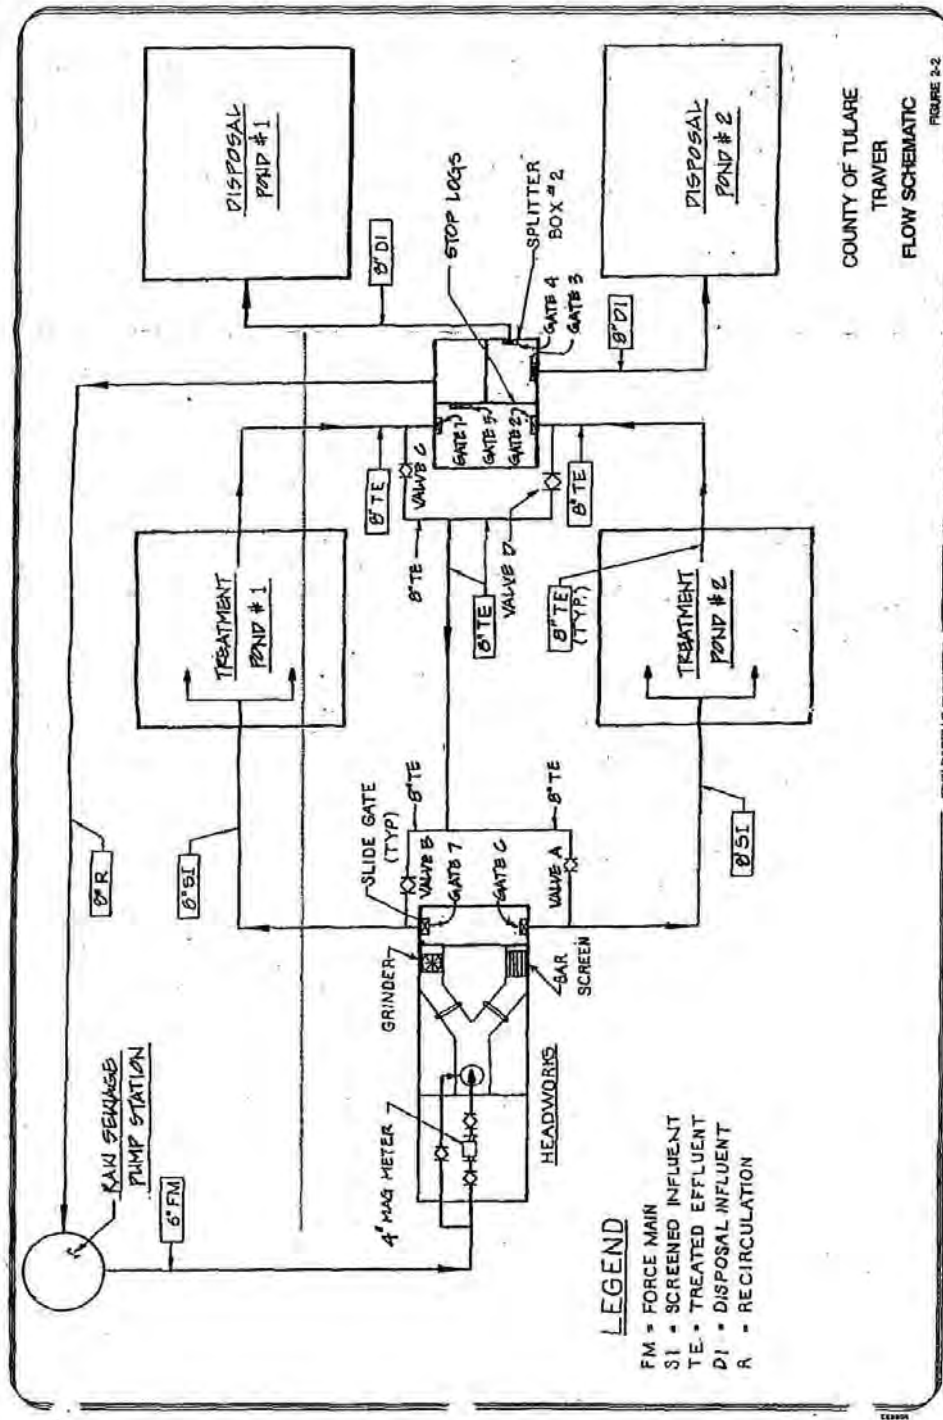 DISPOSAL
POND #1
DISPOSAL
POND #2
8" DI
STOP LOGS
SPLITTER
BOX #2
GATE 4
GATE 3
8" DI
GATE 1
GATE 5
GATE 2
8" TE
VALVE C
8" TE
8" TE
VALVE D
8" TE
8" TE
(TYP.)
TREATMENT
POND #1
TREATMENT
POND #2
8" R
8" SI
SLIDE GATE
(TYP)
8" TE
VALVE B
GATE 7
GATE C
VALVE A
8" TE
8" SI
GRINDER
BAR
SCREEN
RAW SEWAGE
PUMP STATION
6" FM
4" MAG METER
HEADWORKS
LEGEND
FM = FORCE MAIN
SI = SCREENED INFLUENT
TE = TREATED EFFLUENT
DI = DISPOSAL INFLUENT
R = RECIRCULATION
COUNTY OF TULARE
TRAVER
FLOW SCHEMATIC
FIGURE 2-2